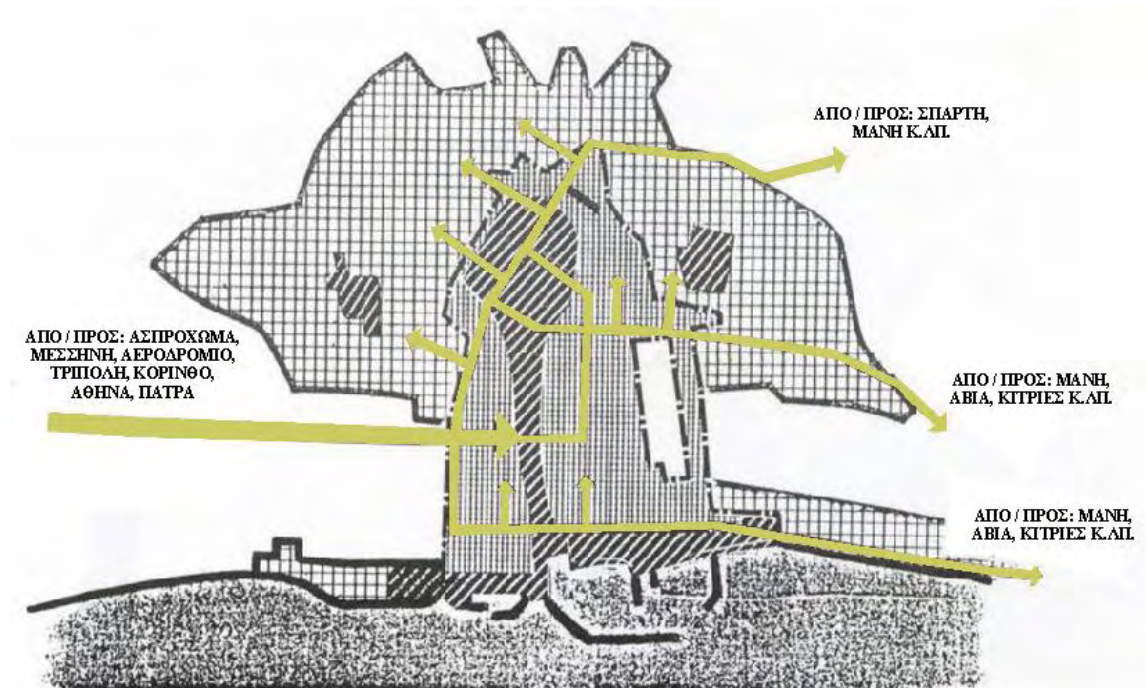 ΑΠΟ / ΠΡΟΣ: ΣΠΑΡΤΗ,
ΜΑΝΗ Κ.ΛΠ.
ΑΠΟ / ΠΡΟΣ: ΑΣΠΡΟΧΩΜΑ,
ΜΕΣΣΗΝΗ, ΑΕΡΟΔΡΟΜΙΟ,
ΤΡΙΠΟΛΗ, ΚΟΡΙΝΘΟ,
ΑΘΗΝΑ, ΠΑΤΡΑ
ΑΠΟ / ΠΡΟΣ: ΜΑΝΗ,
ΑΒΙΑ, ΚΙΤΡΙΕΣ Κ.ΛΠ.
ΑΠΟ / ΠΡΟΣ: ΜΑΝΗ,
ΑΒΙΑ, ΚΙΤΡΙΕΣ Κ.ΛΠ.